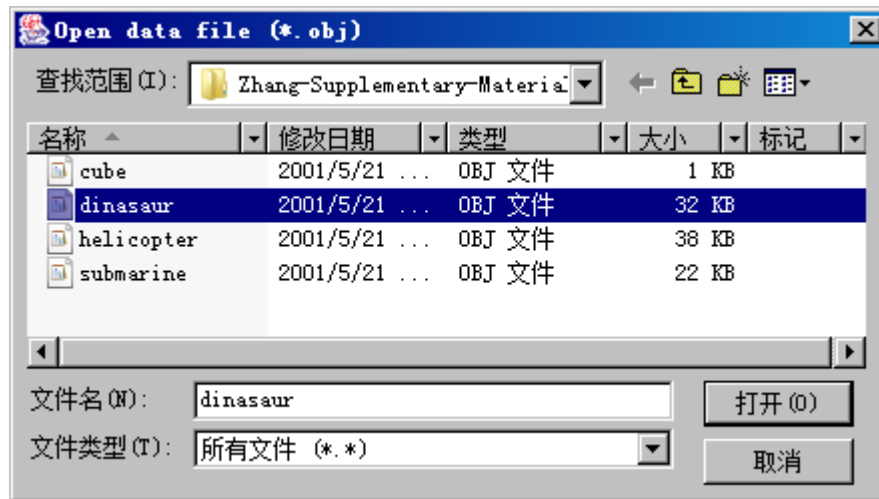 Open data file (*.obj)
查找范围(I): Zhang-Supplementary-Material
名称 修改日期 类型 大小 标记
cube 2001/5/21 ... OBJ 文件 1 KB
dinasaur 2001/5/21 ... OBJ 文件 32 KB
helicopter 2001/5/21 ... OBJ 文件 38 KB
submarine 2001/5/21 ... OBJ 文件 22 KB
文件名(N): dinasaur 打开(O)
文件类型(T): 所有文件 (*.*)
取消